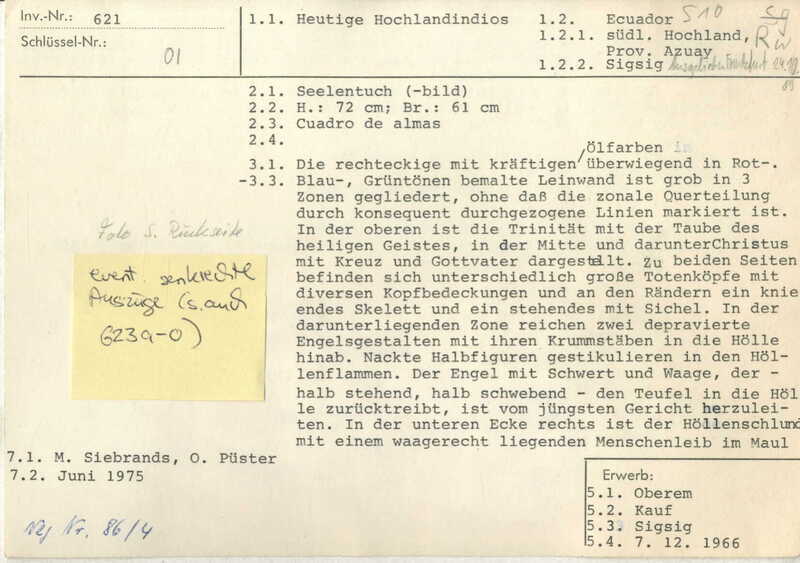 Inv.-Nr.: 621
Schlüssel-Nr.:
01
1.1. Heutige Hochlandindios
1.2. Ecuador 510
1.2.1. südl. Hochland,
Prov. Azuay
1.2.2. Sigsig
Rü
89
2.1. Seelentuch (-bild)
2.2. H.: 72 cm; Br.: 61 cm
2.3. Cuadro de almas
2.4.
ölfarben in
3.1. Die rechteckige mit kräftigen/überwiegend in Rot-.
-3.3. Blau-, Grüntönen bemalte Leinwand ist grob in 3
Zonen gegliedert, ohne daß die zonale Querteilung
durch konsequent durchgezogene Linien markiert ist.
In der oberen ist die Trinität mit der Taube des
heiligen Geistes, in der Mitte und darunterChristus
mit Kreuz und Gottvater dargestellt. Zu beiden Seiten
befinden sich unterschiedlich große Totenköpfe mit
diversen Kopfbedeckungen und an den Rändern ein knie
endes Skelett und ein stehendes mit Sichel. In der
darunterliegenden Zone reichen zwei depravierte
Engelsgestalten mit ihren Krummstäben in die Hölle
hinab. Nackte Halbfiguren gestikulieren in den Höl-
lenflammen. Der Engel mit Schwert und Waage, der -
halb stehend, halb schwebend - den Teufel in die Höl
le zurücktreibt, ist vom jüngsten Gericht herzulei-
ten. In der unteren Ecke rechts ist der Höllenschlund
mit einem waagerecht liegenden Menschenleib im Maul
Foto s. Rückseite
event. senkrechte
Auszüge (s. auch
623a-o)
7.1. M. Siebrands, O. Püster
7.2. Juni 1975
Neg Nr. 86/4
Erwerb:
5.1. Oberem
5.2. Kauf
5.3. Sigsig
5.4. 7. 12. 1966